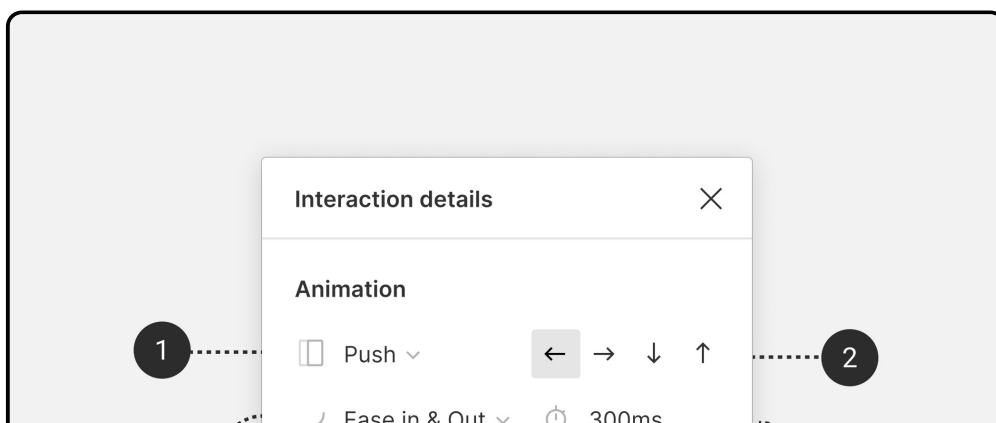 Interaction details
Animation
1 Push 2
Ease in & Out 300ms